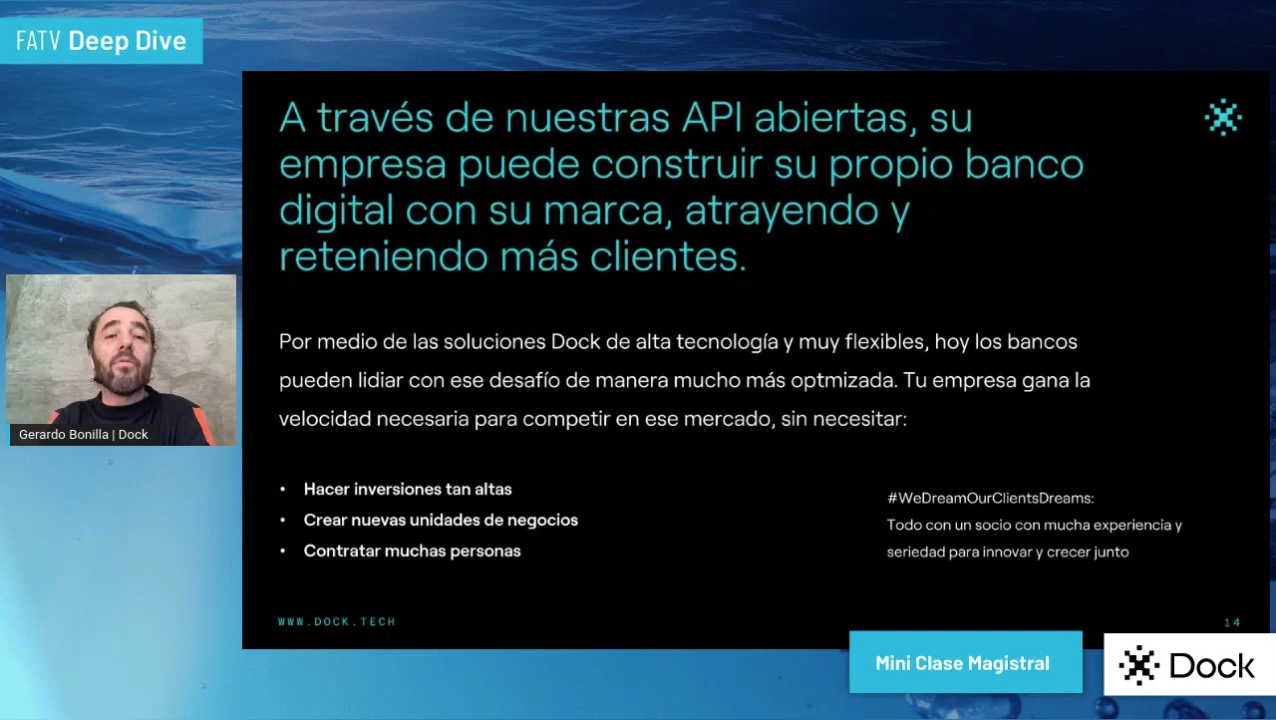 FATV Deep Dive
A través de nuestras API abiertas, su
empresa puede construir su propio banco
digital con su marca, atrayendo y
reteniendo más clientes.
Por medio de las soluciones Dock de alta tecnología y muy flexibles, hoy los bancos
pueden lidiar con ese desafío de manera mucho más optmizada. Tu empresa gana la
velocidad necesaria para competir en ese mercado, sin necesitar:
• Hacer inversiones tan altas
• Crear nuevas unidades de negocios
• Contratar muchas personas
#WeDreamOurClientsDreams:
Todo con un socio con mucha experiencia y
seriedad para innovar y crecer junto
WWW.DOCK.TECH
14
Gerardo Bonilla | Dock
Mini Clase Magistral
Dock